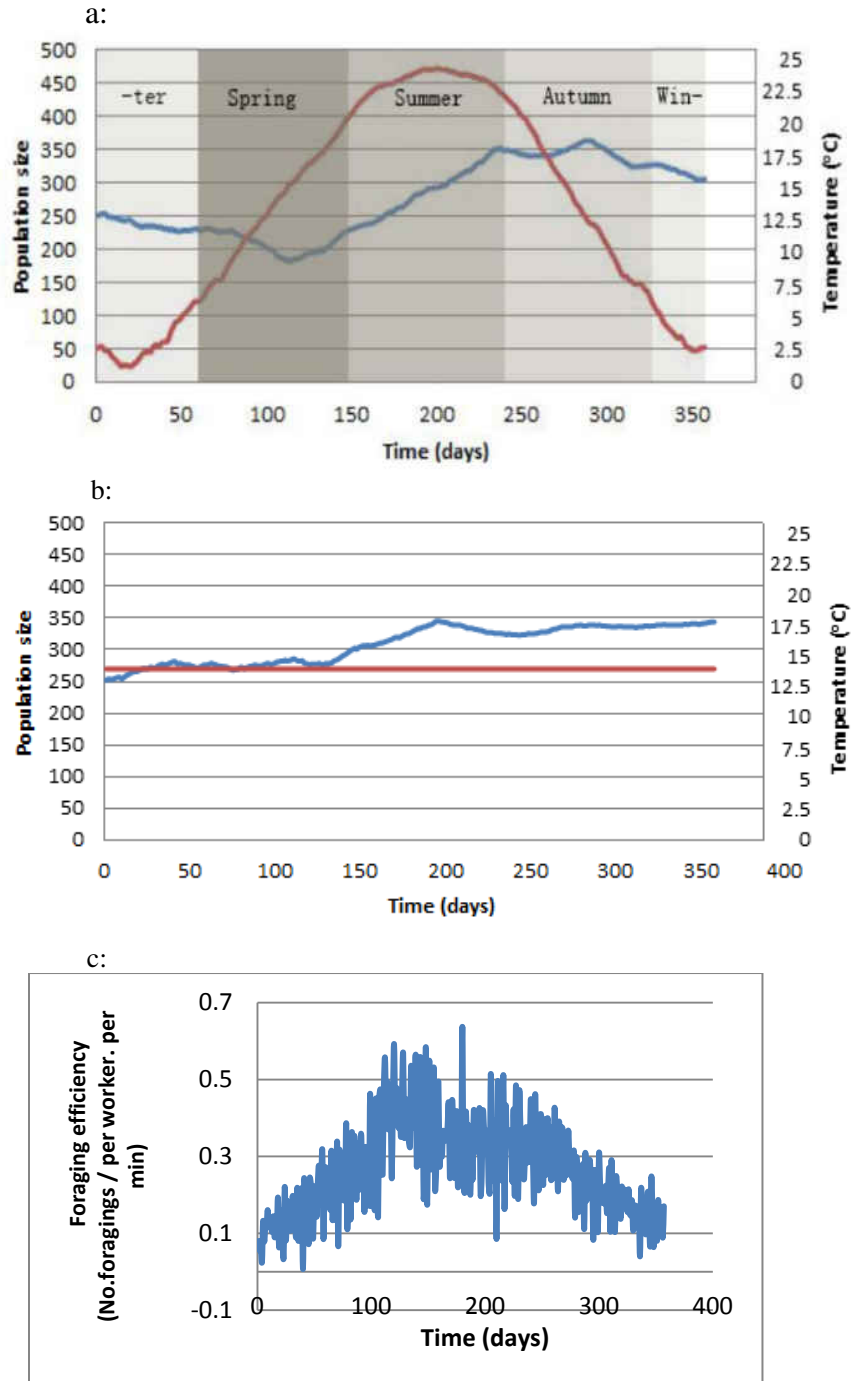 a:
500
450
400
350
300
250
200
150
100
50
0
Population size
-ter
Spring
Summer
Autumn
Win-
25
22.5
20
17.5
15
12.5
10
7.5
5
2.5
0
Temperature (°C)
0 50 100 150 200 250 300 350
Time (days)
b:
500
450
400
350
300
250
200
150
100
50
0
Population size
25
22.5
20
17.5
15
12.5
10
7.5
5
2.5
0
Temperature (°C)
0 50 100 150 200 250 300 350 400
Time (days)
c:
Foraging efficiency
(No.foragings / per worker. per
min)
0.7
0.5
0.3
0.1
-0.1
0 100 200 300 400
Time (days)